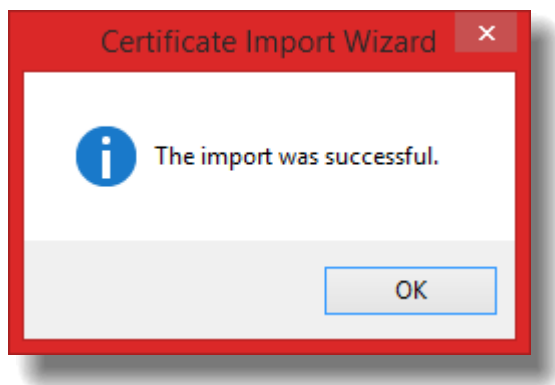 Certificate Import Wizard
The import was successful.
OK